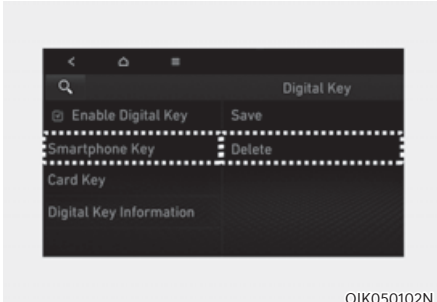 Digital Key
Enable Digital Key
Save
Smartphone Key
Delete
Card Key
Digital Key Information
OIK050102N